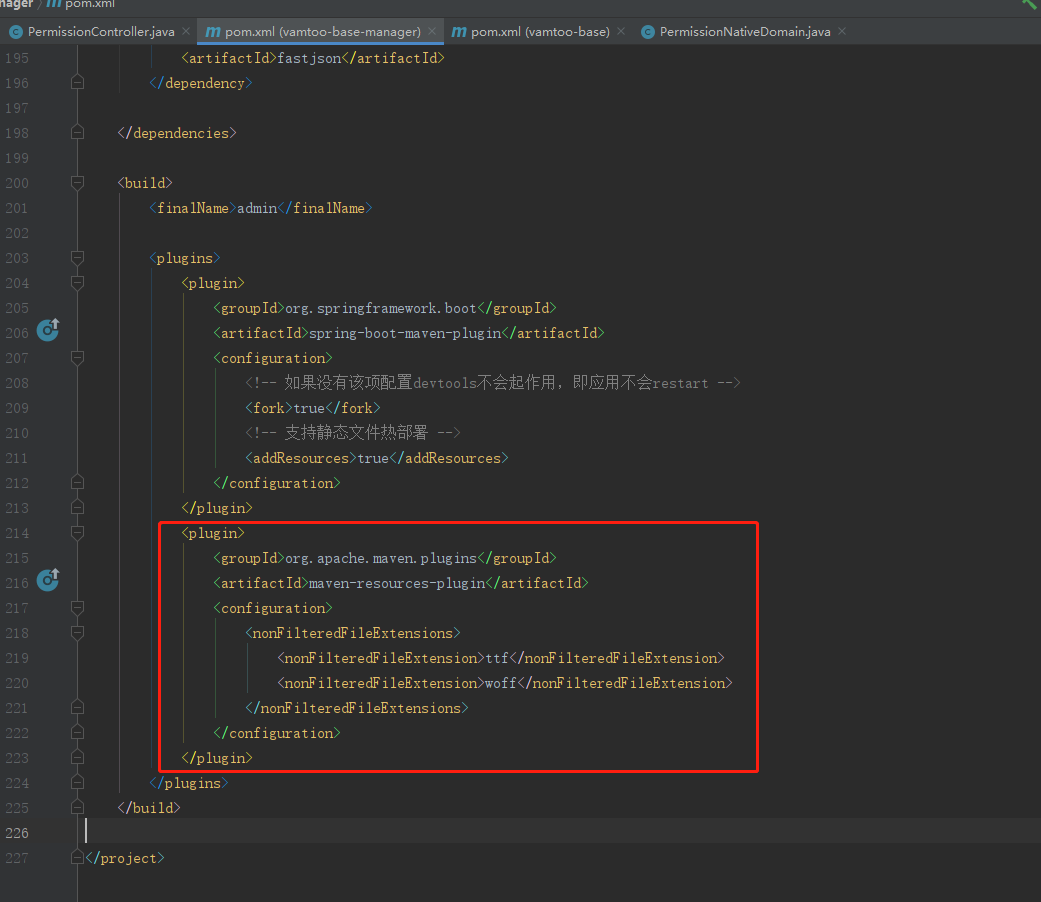 nager m pom.xml
PermissionController.java × m pom.xml (vamtoo-base-manager) × m pom.xml (vamtoo-base) × PermissionNativeDomain.java ×
195 <artifactId>fastjson</artifactId>
196 </dependency>
197
198 </dependencies>
199
200 <build>
201 <finalName>admin</finalName>
202
203 <plugins>
204 <plugin>
205 <groupId>org.springframework.boot</groupId>
206 <artifactId>spring-boot-maven-plugin</artifactId>
207 <configuration>
208 <!-- 如果没有该项配置devtools不会起作用，即应用不会restart -->
209 <fork>true</fork>
210 <!-- 支持静态文件热部署 -->
211 <addResources>true</addResources>
212 </configuration>
213 </plugin>
214 <plugin>
215 <groupId>org.apache.maven.plugins</groupId>
216 <artifactId>maven-resources-plugin</artifactId>
217 <configuration>
218 <nonFilteredFileExtensions>
219 <nonFilteredFileExtension>ttf</nonFilteredFileExtension>
220 <nonFilteredFileExtension>woff</nonFilteredFileExtension>
221 </nonFilteredFileExtensions>
222 </configuration>
223 </plugin>
224 </plugins>
225 </build>
226
227 </project>